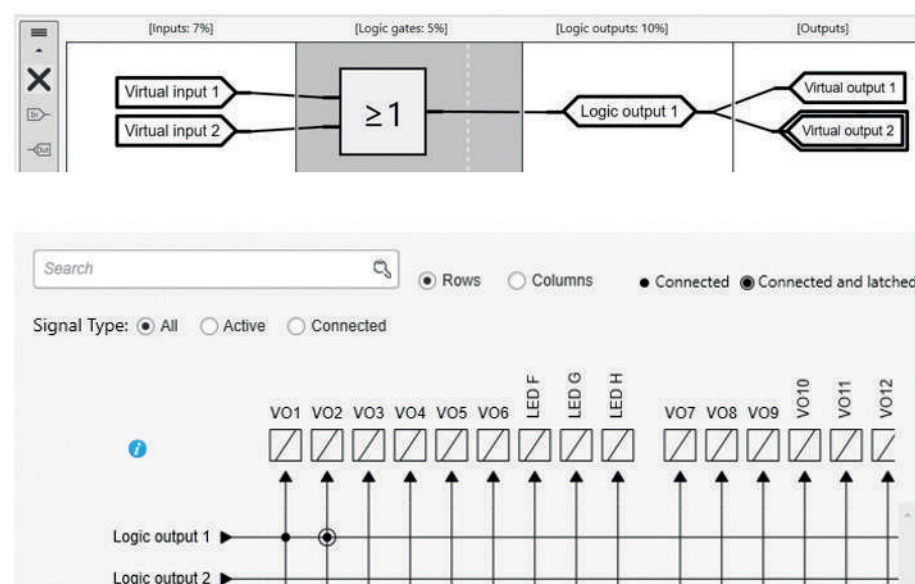 [Inputs: 7%] [Logic gates: 5%] [Logic outputs: 10%] [Outputs]
Virtual input 1
Virtual input 2
≥1
Logic output 1
Virtual output 1
Virtual output 2
In
Out
Search
Rows Columns Connected Connected and latched
Signal Type: All Active Connected
VO1 VO2 VO3 VO4 VO5 VO6 LED F LED G LED H VO7 VO8 VO9 VO10 VO11 VO12
i
Logic output 1
Logic output 2